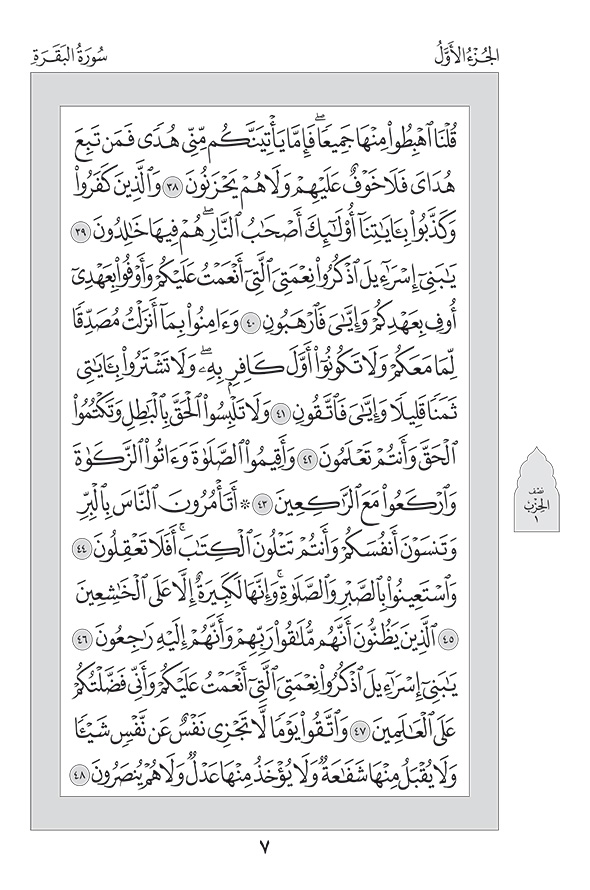 الجُزْءُ الأَوَّلُ
سُورَةُ البَقَرَةِ
قُلْنَا ٱهْبِطُوا۟ مِنْهَا جَمِيعًا ۖ فَإِمَّا يَأْتِيَنَّكُم مِّنِّى هُدًى فَمَن تَبِعَ
هُدَاىَ فَلَا خَوْفٌ عَلَيْهِمْ وَلَا هُمْ يَحْزَنُونَ ٣٨ وَٱلَّذِينَ كَفَرُوا۟
وَكَذَّبُوا۟ بِـَٔايَـٰتِنَآ أُو۟لَـٰٓئِكَ أَصْحَـٰبُ ٱلنَّارِ ۖ هُمْ فِيهَا خَـٰلِدُونَ ٣٩
يَـٰبَنِىٓ إِسْرَٰٓءِيلَ ٱذْكُرُوا۟ نِعْمَتِىَ ٱلَّتِىٓ أَنْعَمْتُ عَلَيْكُمْ وَأَوْفُوا۟ بِعَهْدِىٓ
أُوفِ بِعَهْدِكُمْ وَإِيَّـٰىَ فَٱرْهَبُونِ ٤٠ وَءَامِنُوا۟ بِمَآ أَنزَلْتُ مُصَدِّقًا
لِّمَا مَعَكُمْ وَلَا تَكُونُوٓا۟ أَوَّلَ كَافِرٍۭ بِهِۦ ۖ وَلَا تَشْتَرُوا۟ بِـَٔايَـٰتِى
ثَمَنًا قَلِيلًا وَإِيَّـٰىَ فَٱتَّقُونِ ٤١ وَلَا تَلْبِسُوا۟ ٱلْحَقَّ بِٱلْبَـٰطِلِ وَتَكْتُمُوا۟
ٱلْحَقَّ وَأَنتُمْ تَعْلَمُونَ ٤٢ وَأَقِيمُوا۟ ٱلصَّلَوٰةَ وَءَاتُوا۟ ٱلزَّكَوٰةَ
وَٱرْكَعُوا۟ مَعَ ٱلرَّٰكِعِينَ ٤٣ ۞ أَتَأْمُرُونَ ٱلنَّاسَ بِٱلْبِرِّ
وَتَنسَوْنَ أَنفُسَكُمْ وَأَنتُمْ تَتْلُونَ ٱلْكِتَـٰبَ ۚ أَفَلَا تَعْقِلُونَ ٤٤
وَٱسْتَعِينُوا۟ بِٱلصَّبْرِ وَٱلصَّلَوٰةِ ۚ وَإِنَّهَا لَكَبِيرَةٌ إِلَّا عَلَى ٱلْخَـٰشِعِينَ
٤٥ ٱلَّذِينَ يَظُنُّونَ أَنَّهُم مُّلَـٰقُوا۟ رَبِّهِمْ وَأَنَّهُمْ إِلَيْهِ رَٰجِعُونَ ٤٦
يَـٰبَنِىٓ إِسْرَٰٓءِيلَ ٱذْكُرُوا۟ نِعْمَتِىَ ٱلَّتِىٓ أَنْعَمْتُ عَلَيْكُمْ وَأَنِّى فَضَّلْتُكُمْ
عَلَى ٱلْعَـٰلَمِينَ ٤٧ وَٱتَّقُوا۟ يَوْمًا لَّا تَجْزِى نَفْسٌ عَن نَّفْسٍ شَيْـًٔا
وَلَا يُقْبَلُ مِنْهَا شَفَـٰعَةٌ وَلَا يُؤْخَذُ مِنْهَا عَدْلٌ وَلَا هُمْ يُنصَرُونَ ٤٨
نصف
الحزب
١
٧